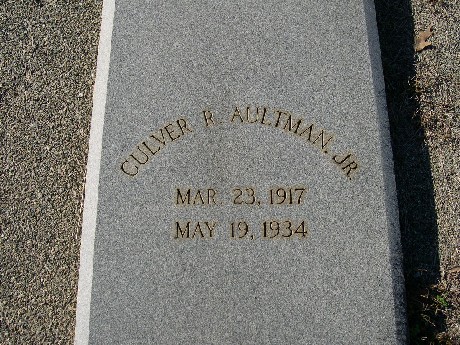 CULVER R. AULTMAN, JR.
MAR. 23, 1917
MAY 19, 1934